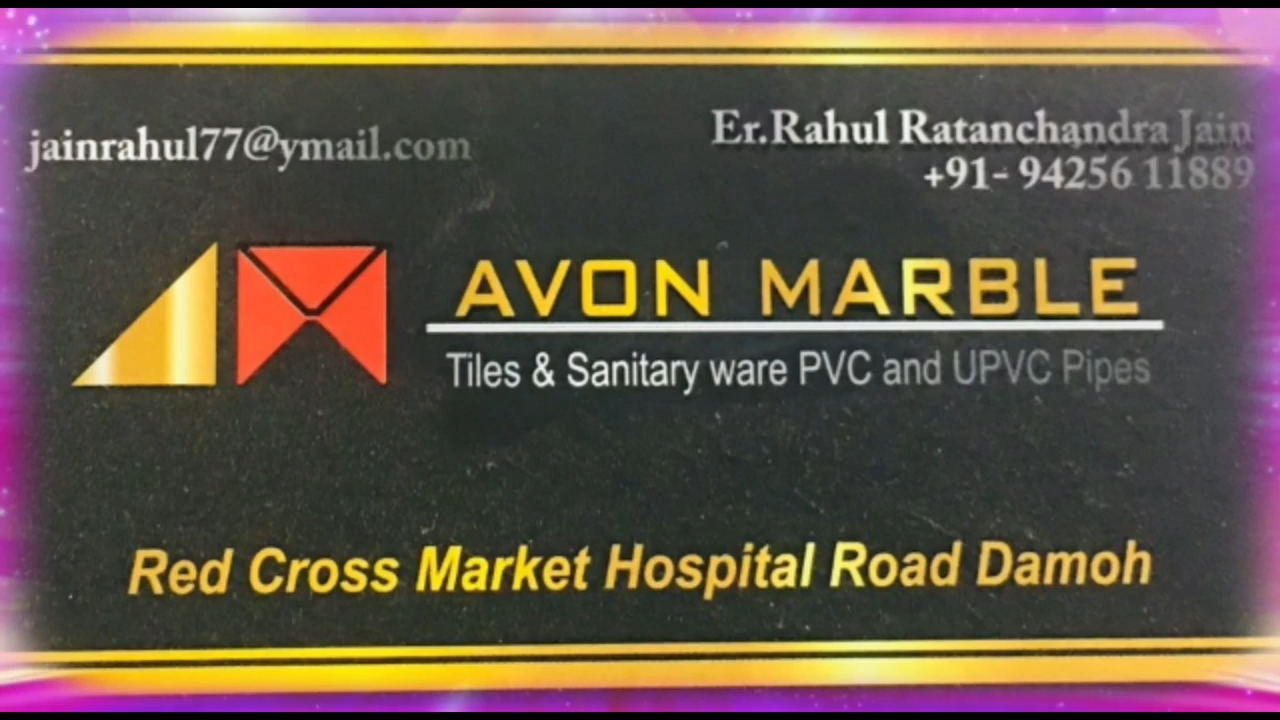 jainrahul77@ymail.com
Er.Rahul Ratanchandra Jain
+91- 94256 11889
AVON MARBLE
Tiles & Sanitary ware PVC and UPVC Pipes
Red Cross Market Hospital Road Damoh